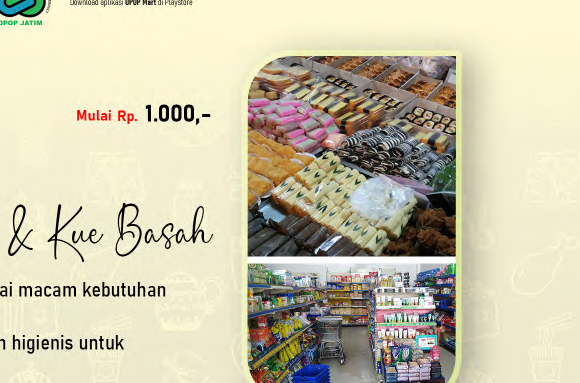 OPOP JATIM
Download aplikasi OPOP Mart di Playstore
Mulai Rp. 1.000,-
& Kue Basah
ai macam kebutuhan
n higienis untuk